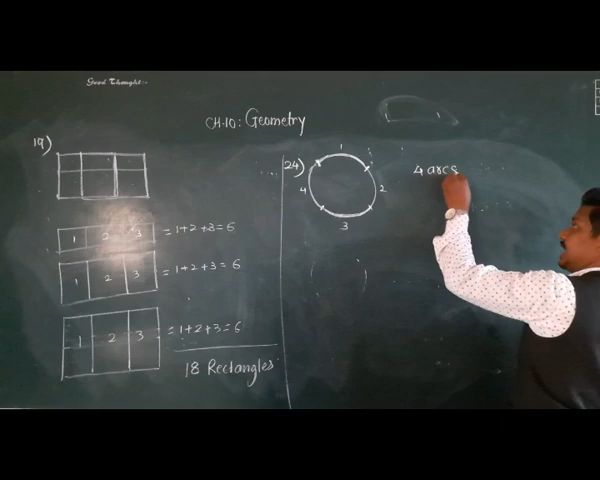 Good Thought:-
CH-10: Geometry
19)
1 2 3 = 1+2+3=6
1 2 3 = 1+2+3=6
1 2 3 = 1+2+3=6
18 Rectangles
24)
1
4 2
3
4 arcs